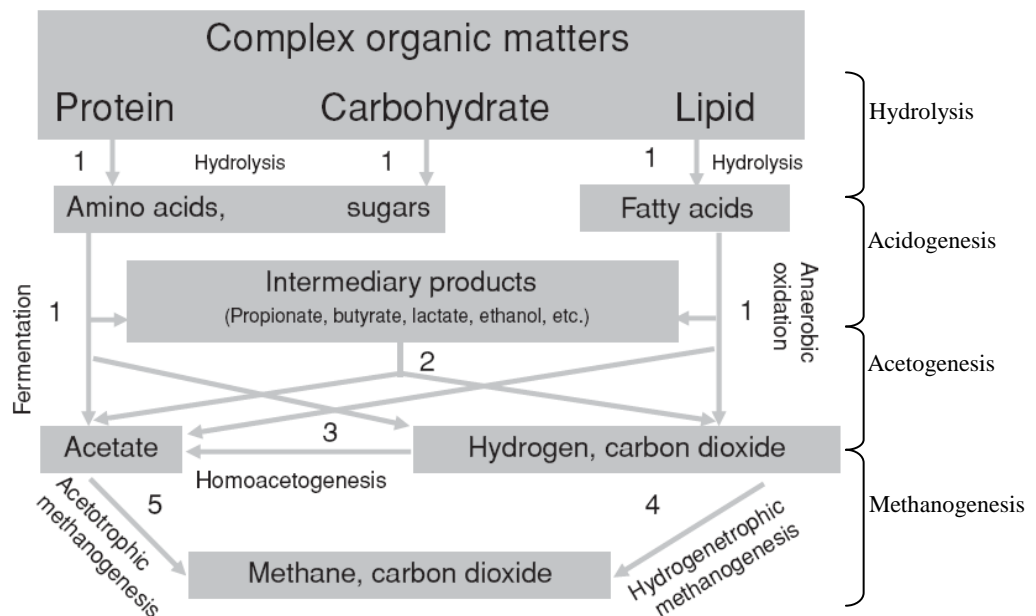 Complex organic matters
Protein Carbohydrate Lipid
Hydrolysis
1 Hydrolysis 1 1 Hydrolysis
Amino acids, sugars
Fatty acids
Acidogenesis
Intermediary products
(Propionate, butyrate, lactate, ethanol, etc.)
Fermentation
1
1
Anaerobic
oxidation
2
Acetogenesis
Acetate
3
Homoacetogenesis
Hydrogen, carbon dioxide
Acetotrophic
methanogenesis
5
4
Hydrogenetrophic
methanogenesis
Methanogenesis
Methane, carbon dioxide